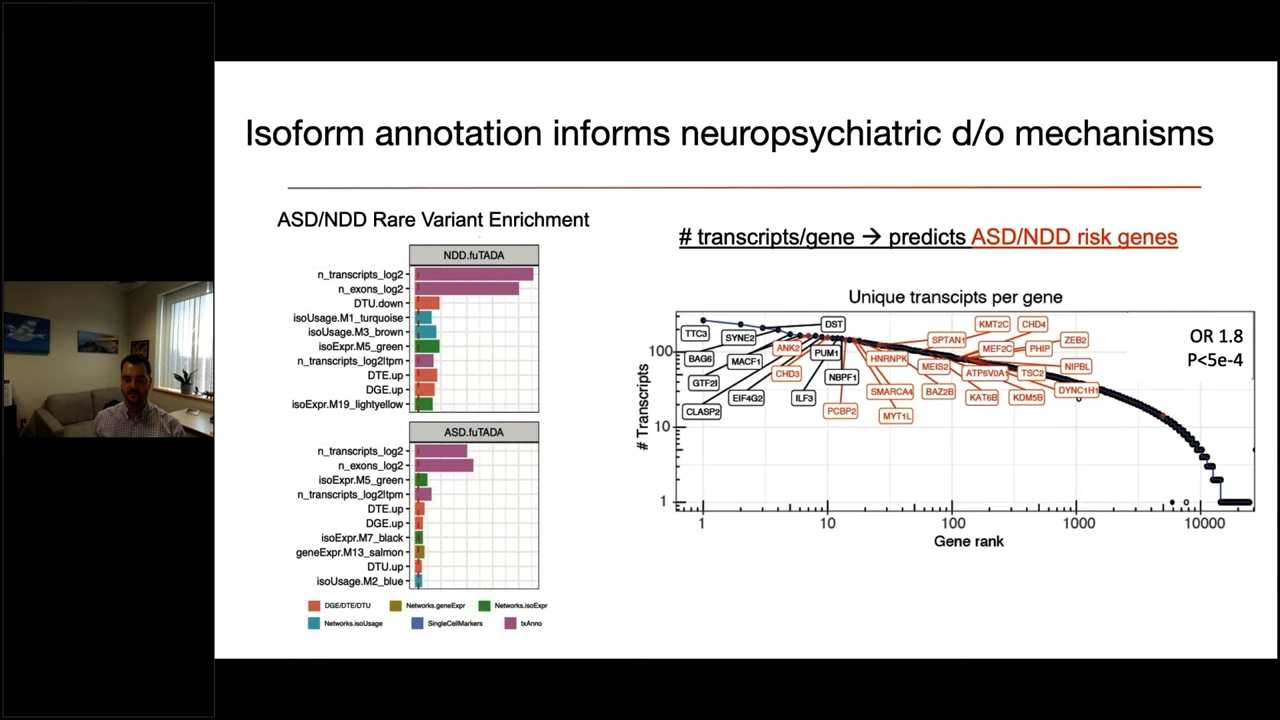 Isoform annotation informs neuropsychiatric d/o mechanisms
ASD/NDD Rare Variant Enrichment
NDD.fuTADA
n_transcripts_log2
n_exons_log2
DTU.down
isoUsage.M1_turquoise
isoUsage.M3_brown
isoExpr.M5_green
n_transcripts_log2ltpm
DTE.up
DGE.up
isoExpr.M19_lightyellow
ASD.fuTADA
n_transcripts_log2
n_exons_log2
isoExpr.M5_green
n_transcripts_log2ltpm
DTE.up
DGE.up
isoExpr.M7_black
geneExpr.M13_salmon
DTU.up
isoUsage.M2_blue
DGE/DTE/DTU Networks.geneExpr Networks.isoExpr
Networks.isoUsage SingleCellMarkers txAnno
# transcripts/gene → predicts ASD/NDD risk genes
Unique transcipts per gene
OR 1.8
P<5e-4
# Transcripts
100
10
1
TTC3
SYNE2
DST
BAG6
MACF1
ANK2
PUM1
GTF2I
CHD3
NBPF1
CLASP2
EIF4G2
ILF3
PCBP2
KMT2C
CHD4
SPTAN1
MEF2C
PHIP
ZEB2
HNRNPK
MEIS2
ATP6V0A1
TSC2
NIPBL
SMARCA4
BAZ2B
KAT6B
KDM5B
DYNC1H1
MYT1L
1 10 100 1000 10000
Gene rank